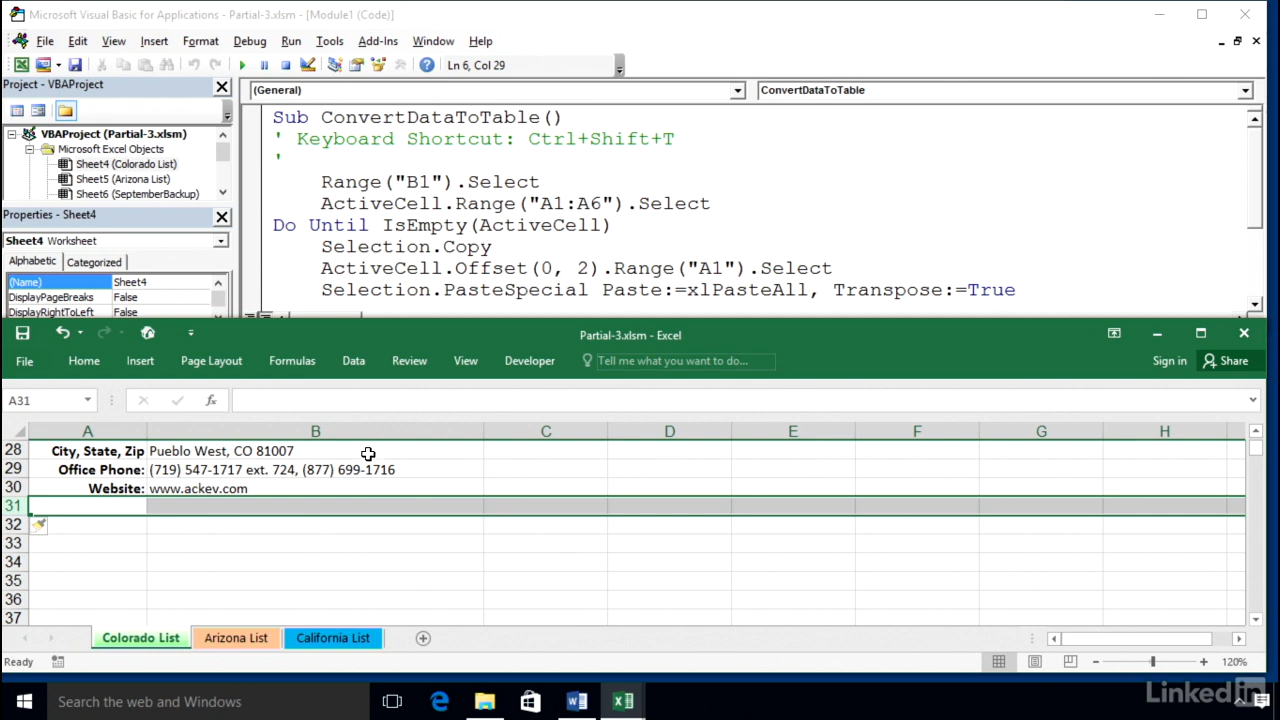 Microsoft Visual Basic for Applications - Partial-3.xlsm - [Module1 (Code)]
File Edit View Insert Format Debug Run Tools Add-Ins Window Help
Ln 6, Col 29
Project - VBAProject
(General) ConvertDataToTable
VBAProject (Partial-3.xlsm)
Microsoft Excel Objects
Sheet4 (Colorado List)
Sheet5 (Arizona List)
Sheet6 (SeptemberBackup)
Properties - Sheet4
Sheet4 Worksheet
Alphabetic Categorized
(Name) Sheet4
DisplayPageBreaks False
DisplayRightToLeft False
Sub ConvertDataToTable()
' Keyboard Shortcut: Ctrl+Shift+T
'
Range("B1").Select
ActiveCell.Range("A1:A6").Select
Do Until IsEmpty(ActiveCell)
Selection.Copy
ActiveCell.Offset(0, 2).Range("A1").Select
Selection.PasteSpecial Paste:=xlPasteAll, Transpose:=True
Partial-3.xlsm - Excel
File Home Insert Page Layout Formulas Data Review View Developer Tell me what you want to do... Sign in Share
A31 fx
A B C D E F G H
28 City, State, Zip Pueblo West, CO 81007
29 Office Phone: (719) 547-1717 ext. 724, (877) 699-1716
30 Website: www.ackev.com
31
32
33
34
35
36
37
Colorado List Arizona List California List
Ready 120%
Search the web and Windows
LinkedIn